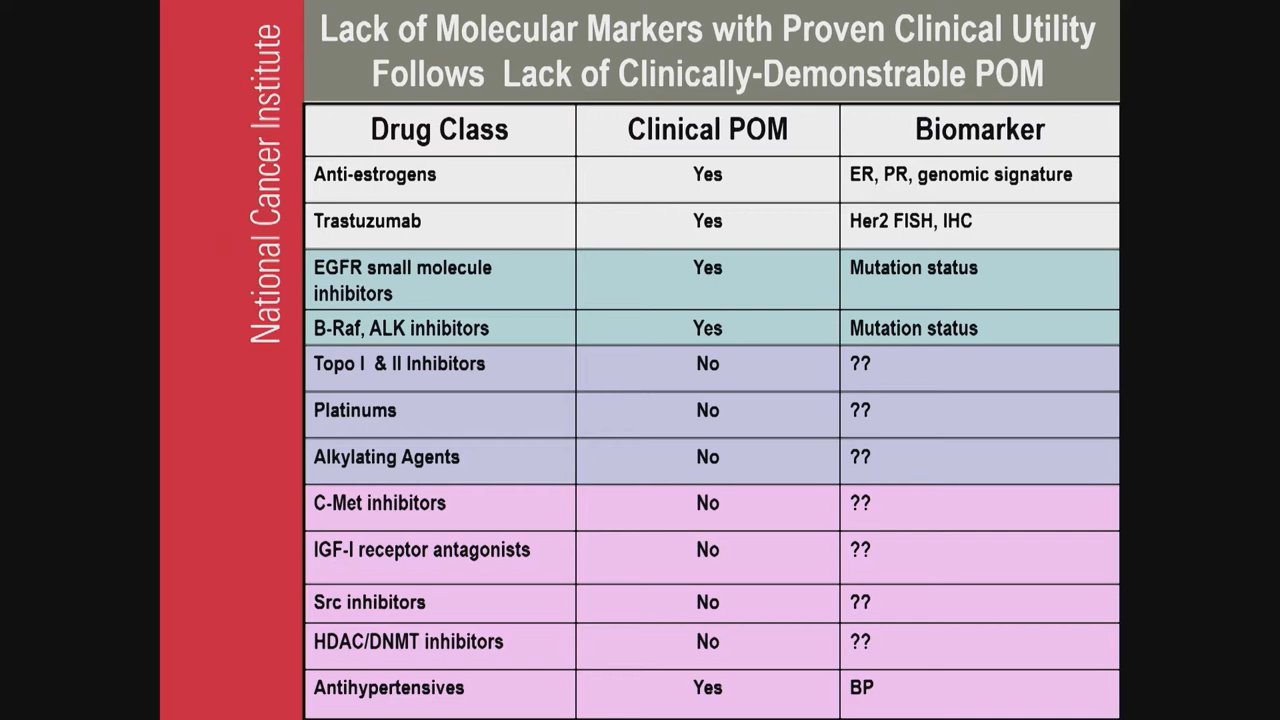 National Cancer Institute
Lack of Molecular Markers with Proven Clinical Utility
Follows Lack of Clinically-Demonstrable POM
Drug Class Clinical POM Biomarker
Anti-estrogens Yes ER, PR, genomic signature
Trastuzumab Yes Her2 FISH, IHC
EGFR small molecule Yes Mutation status
inhibitors
B-Raf, ALK inhibitors Yes Mutation status
Topo I & II Inhibitors No ??
Platinums No ??
Alkylating Agents No ??
C-Met inhibitors No ??
IGF-I receptor antagonists No ??
Src inhibitors No ??
HDAC/DNMT inhibitors No ??
Antihypertensives Yes BP